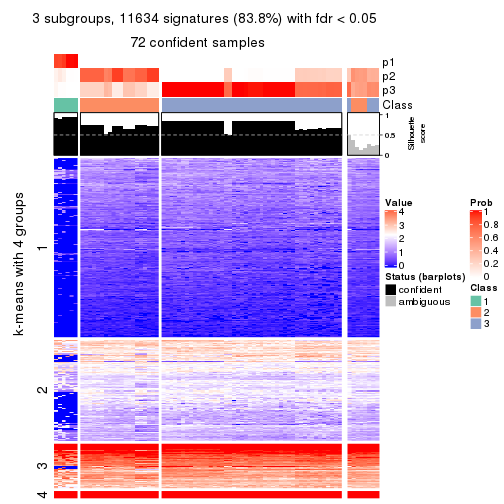 3 subgroups, 11634 signatures (83.8%) with fdr < 0.05
72 confident samples
p1
p2
p3
Class
1
0.5
0
Silhouette
score
k-means with 4 groups
1
2
3
4
Value
4
3
2
1
0
Status (barplots)
confident
ambiguous
Prob
1
0.8
0.6
0.4
0.2
0
Class
1
2
3